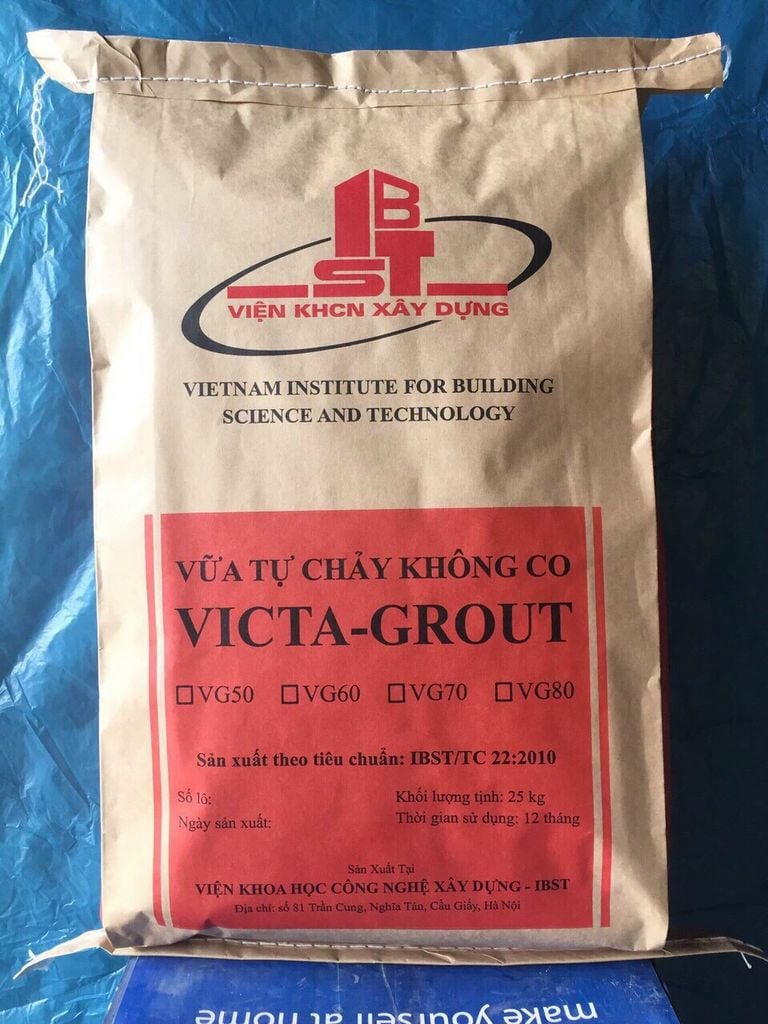 IBST
VIỆN KHCN XÂY DỰNG
VIETNAM INSTITUTE FOR BUILDING
SCIENCE AND TECHNOLOGY
VỮA TỰ CHẢY KHÔNG CO
VICTA-GROUT
☐VG50 ☐VG60 ☐VG70 ☐VG80
Sản xuất theo tiêu chuẩn: IBST/TC 22:2010
Số lô: Khối lượng tịnh: 25 kg
Ngày sản xuất: Thời gian sử dụng: 12 tháng
Sản Xuất Tại
VIỆN KHOA HỌC CÔNG NGHỆ XÂY DỰNG - IBST
Địa chỉ: số 81 Trần Cung, Nghĩa Tân, Cầu Giấy, Hà Nội
make yourself at home